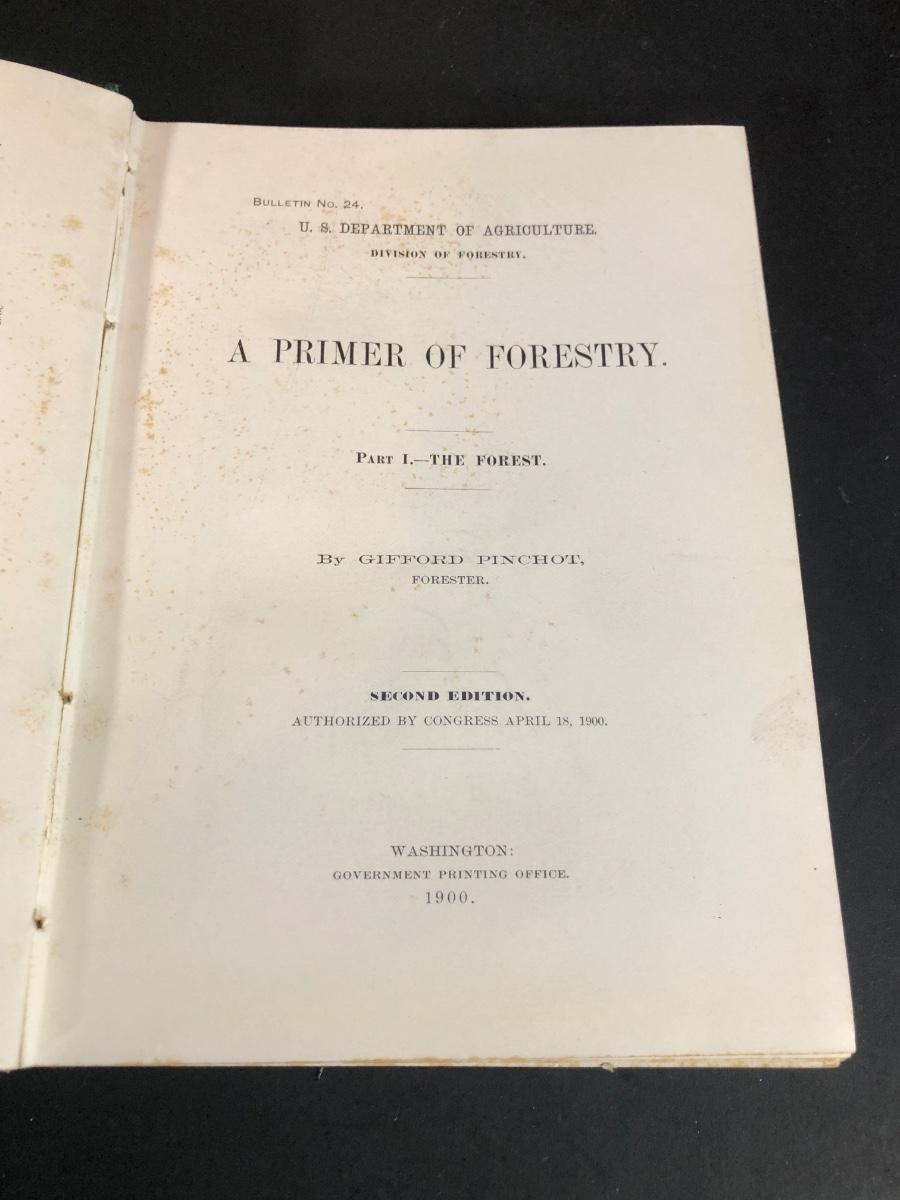 BULLETIN No. 24.
U. S. DEPARTMENT OF AGRICULTURE.
DIVISION OF FORESTRY.
A PRIMER OF FORESTRY.
PART I.—THE FOREST.
By GIFFORD PINCHOT,
FORESTER.
SECOND EDITION.
AUTHORIZED BY CONGRESS APRIL 18, 1900.
WASHINGTON:
GOVERNMENT PRINTING OFFICE.
1900.